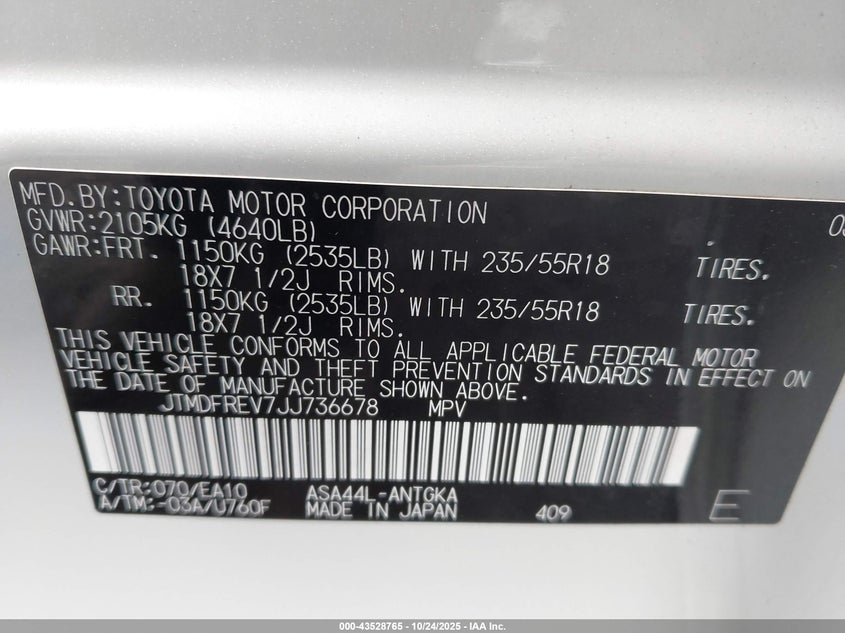 MFD.BY:TOYOTA MOTOR CORPORATION
GVWR:2105KG (4640LB)
GAWR:FRT. 1150KG (2535LB) WITH 235/55R18 TIRES.
18X7 1/2J RIMS.
RR. 1150KG (2535LB) WITH 235/55R18 TIRES.
18X7 1/2J RIMS.
THIS VEHICLE CONFORMS TO ALL APPLICABLE FEDERAL MOTOR
VEHICLE SAFETY AND THEFT PREVENTION STANDARDS IN EFFECT ON
THE DATE OF MANUFACTURE SHOWN ABOVE.
JTMDFREV7JJ736678 MPV
C/TR:070/EA10 ASA44L-ANTGKA
A/TM:-03A/U760F MADE IN JAPAN 409 E
000-43528765 - 10/24/2025 - IAA Inc.